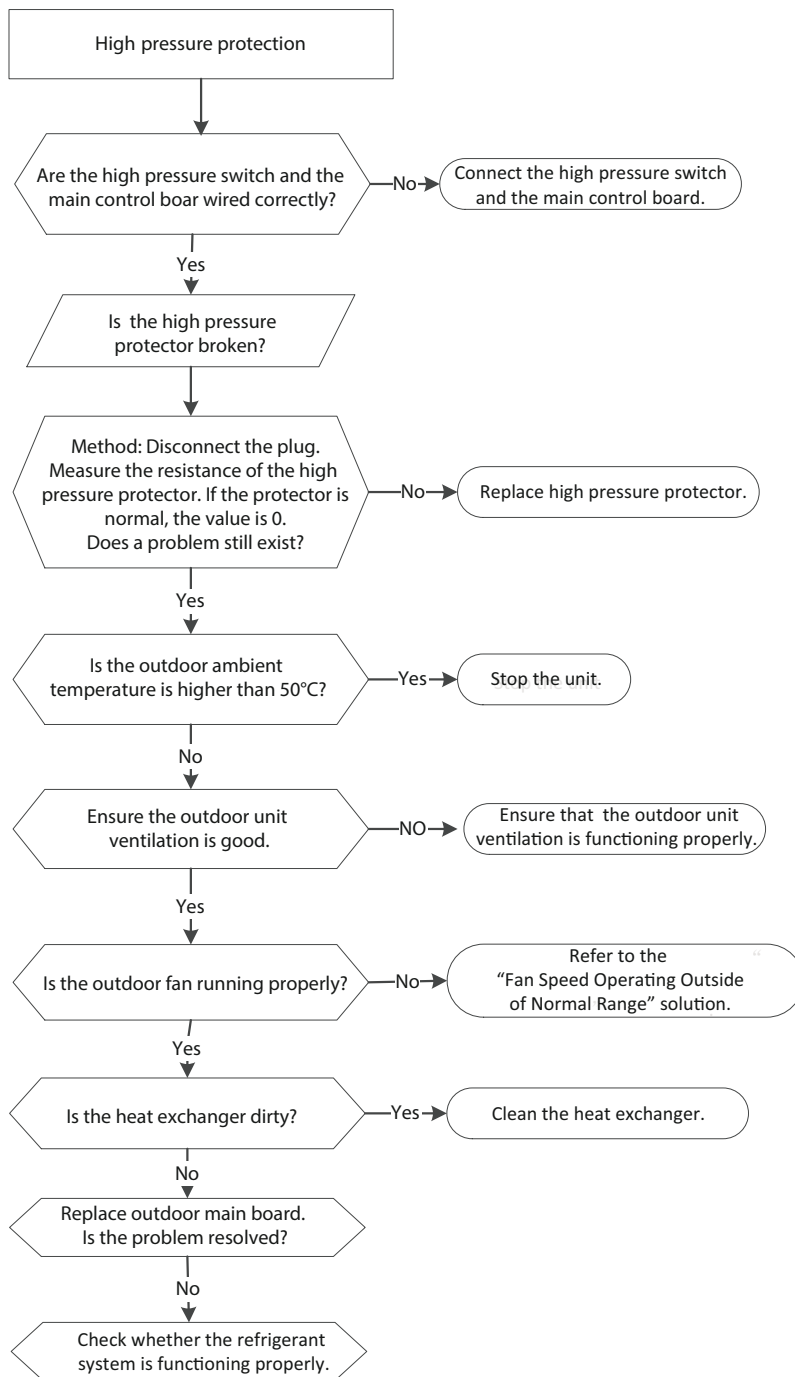 High pressure protection
Are the high pressure switch and the
main control boar wired correctly?
No
Connect the high pressure switch
and the main control board.
Yes
Is the high pressure
protector broken?
Method: Disconnect the plug.
Measure the resistance of the high
pressure protector. If the protector is
normal, the value is 0.
Does a problem still exist?
No
Replace high pressure protector.
Yes
Is the outdoor ambient
temperature is higher than 50°C?
Yes
Stop the unit.
No
Ensure the outdoor unit
ventilation is good.
NO
Ensure that the outdoor unit
ventilation is functioning properly.
Yes
Is the outdoor fan running properly?
No
Refer to the
“Fan Speed Operating Outside
of Normal Range” solution.
Yes
Is the heat exchanger dirty?
Yes
Clean the heat exchanger.
No
Replace outdoor main board.
Is the problem resolved?
No
Check whether the refrigerant
system is functioning properly.